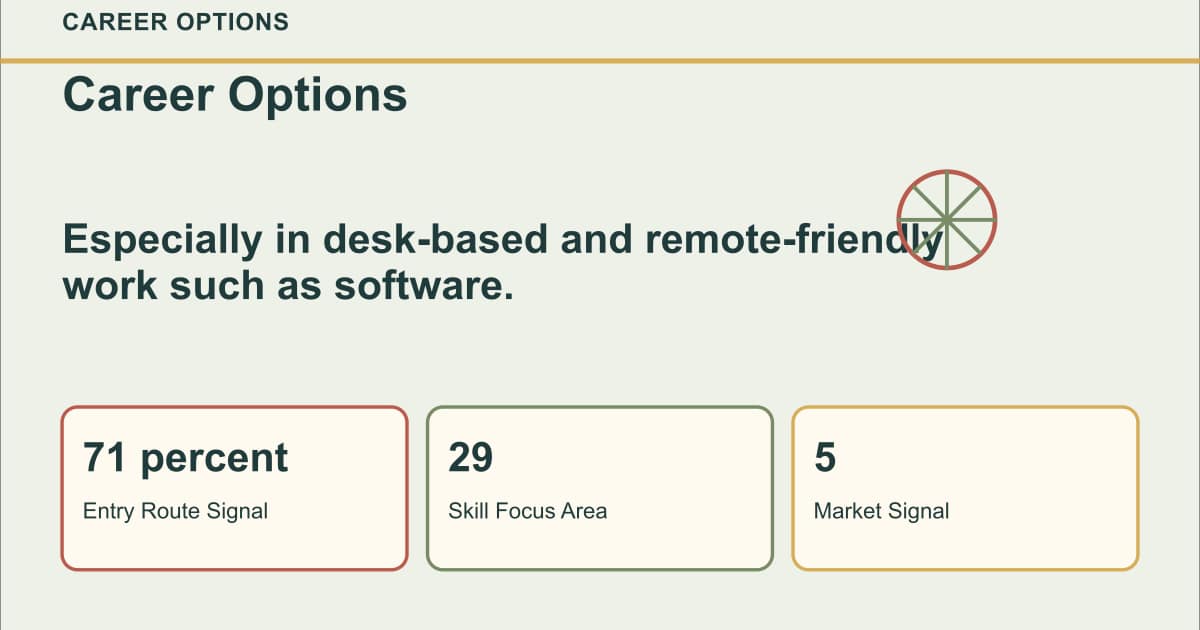 CAREER OPTIONS
Career Options
Especially in desk-based and remote-friendly
work such as software.
71 percent
Entry Route Signal
29
Skill Focus Area
5
Market Signal